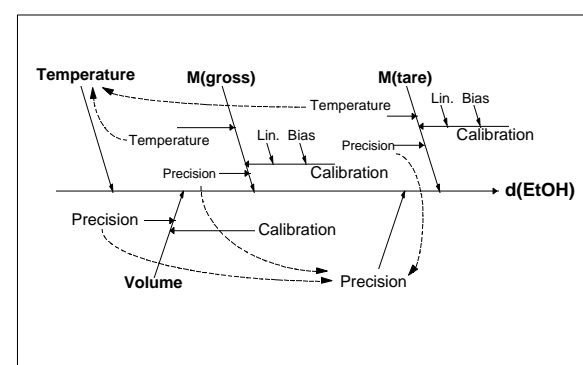 Temperature
M(gross)
M(tare)
Lin. Bias
Temperature
Calibration
Temperature
Lin. Bias
Precision
Precision
Calibration
d(EtOH)
Precision
Calibration
Volume
Precision